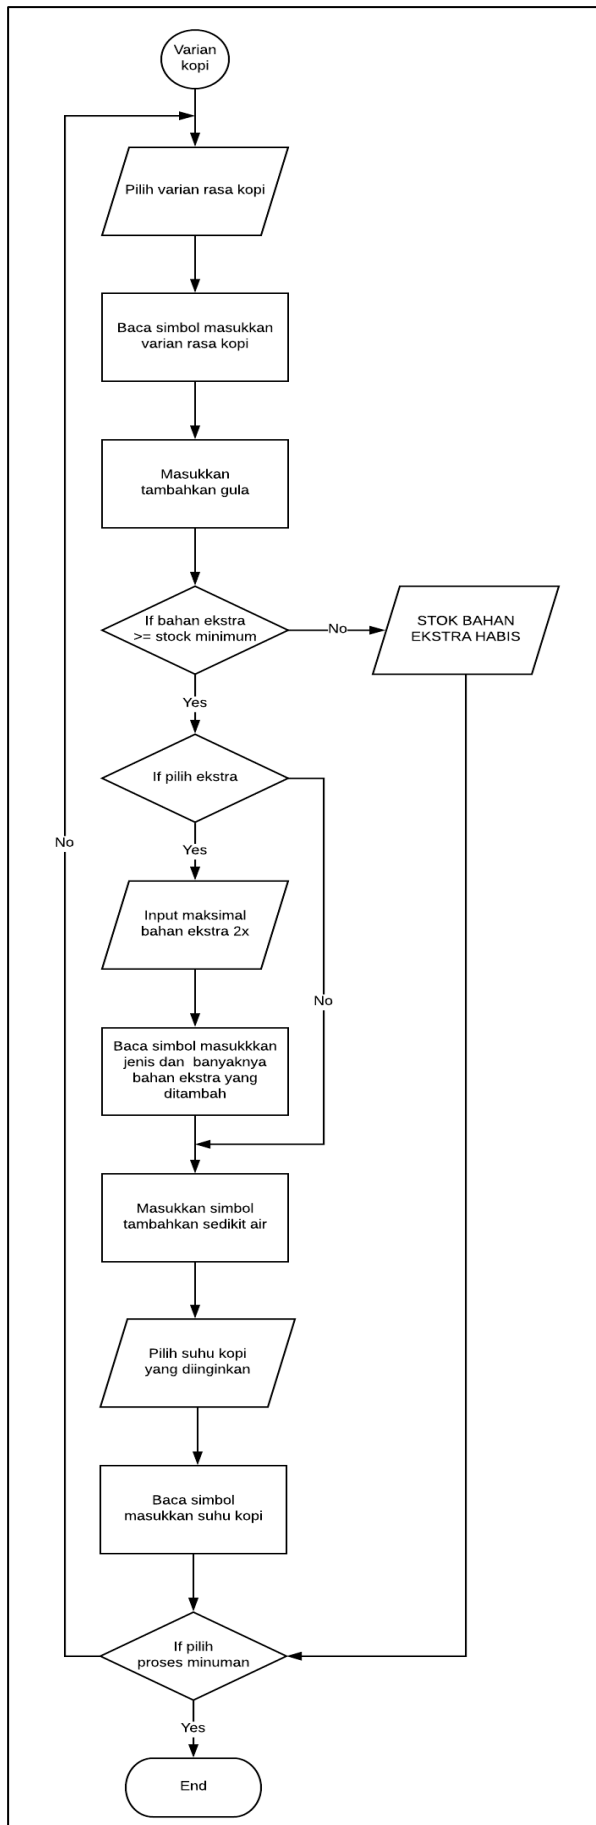 Varian
kopi
Pilih varian rasa kopi
Baca simbol masukkan
varian rasa kopi
Masukkan
tambahkan gula
If bahan ekstra
>= stock minimum
No
STOK BAHAN
EKSTRA HABIS
Yes
If pilih ekstra
No
Yes
Input maksimal
bahan ekstra 2x
No
Baca simbol masukkkan
jenis dan banyaknya
bahan ekstra yang
ditambah
Masukkan simbol
tambahkan sedikit air
Pilih suhu kopi
yang diinginkan
Baca simbol
masukkan suhu kopi
If pilih
proses minuman
Yes
End